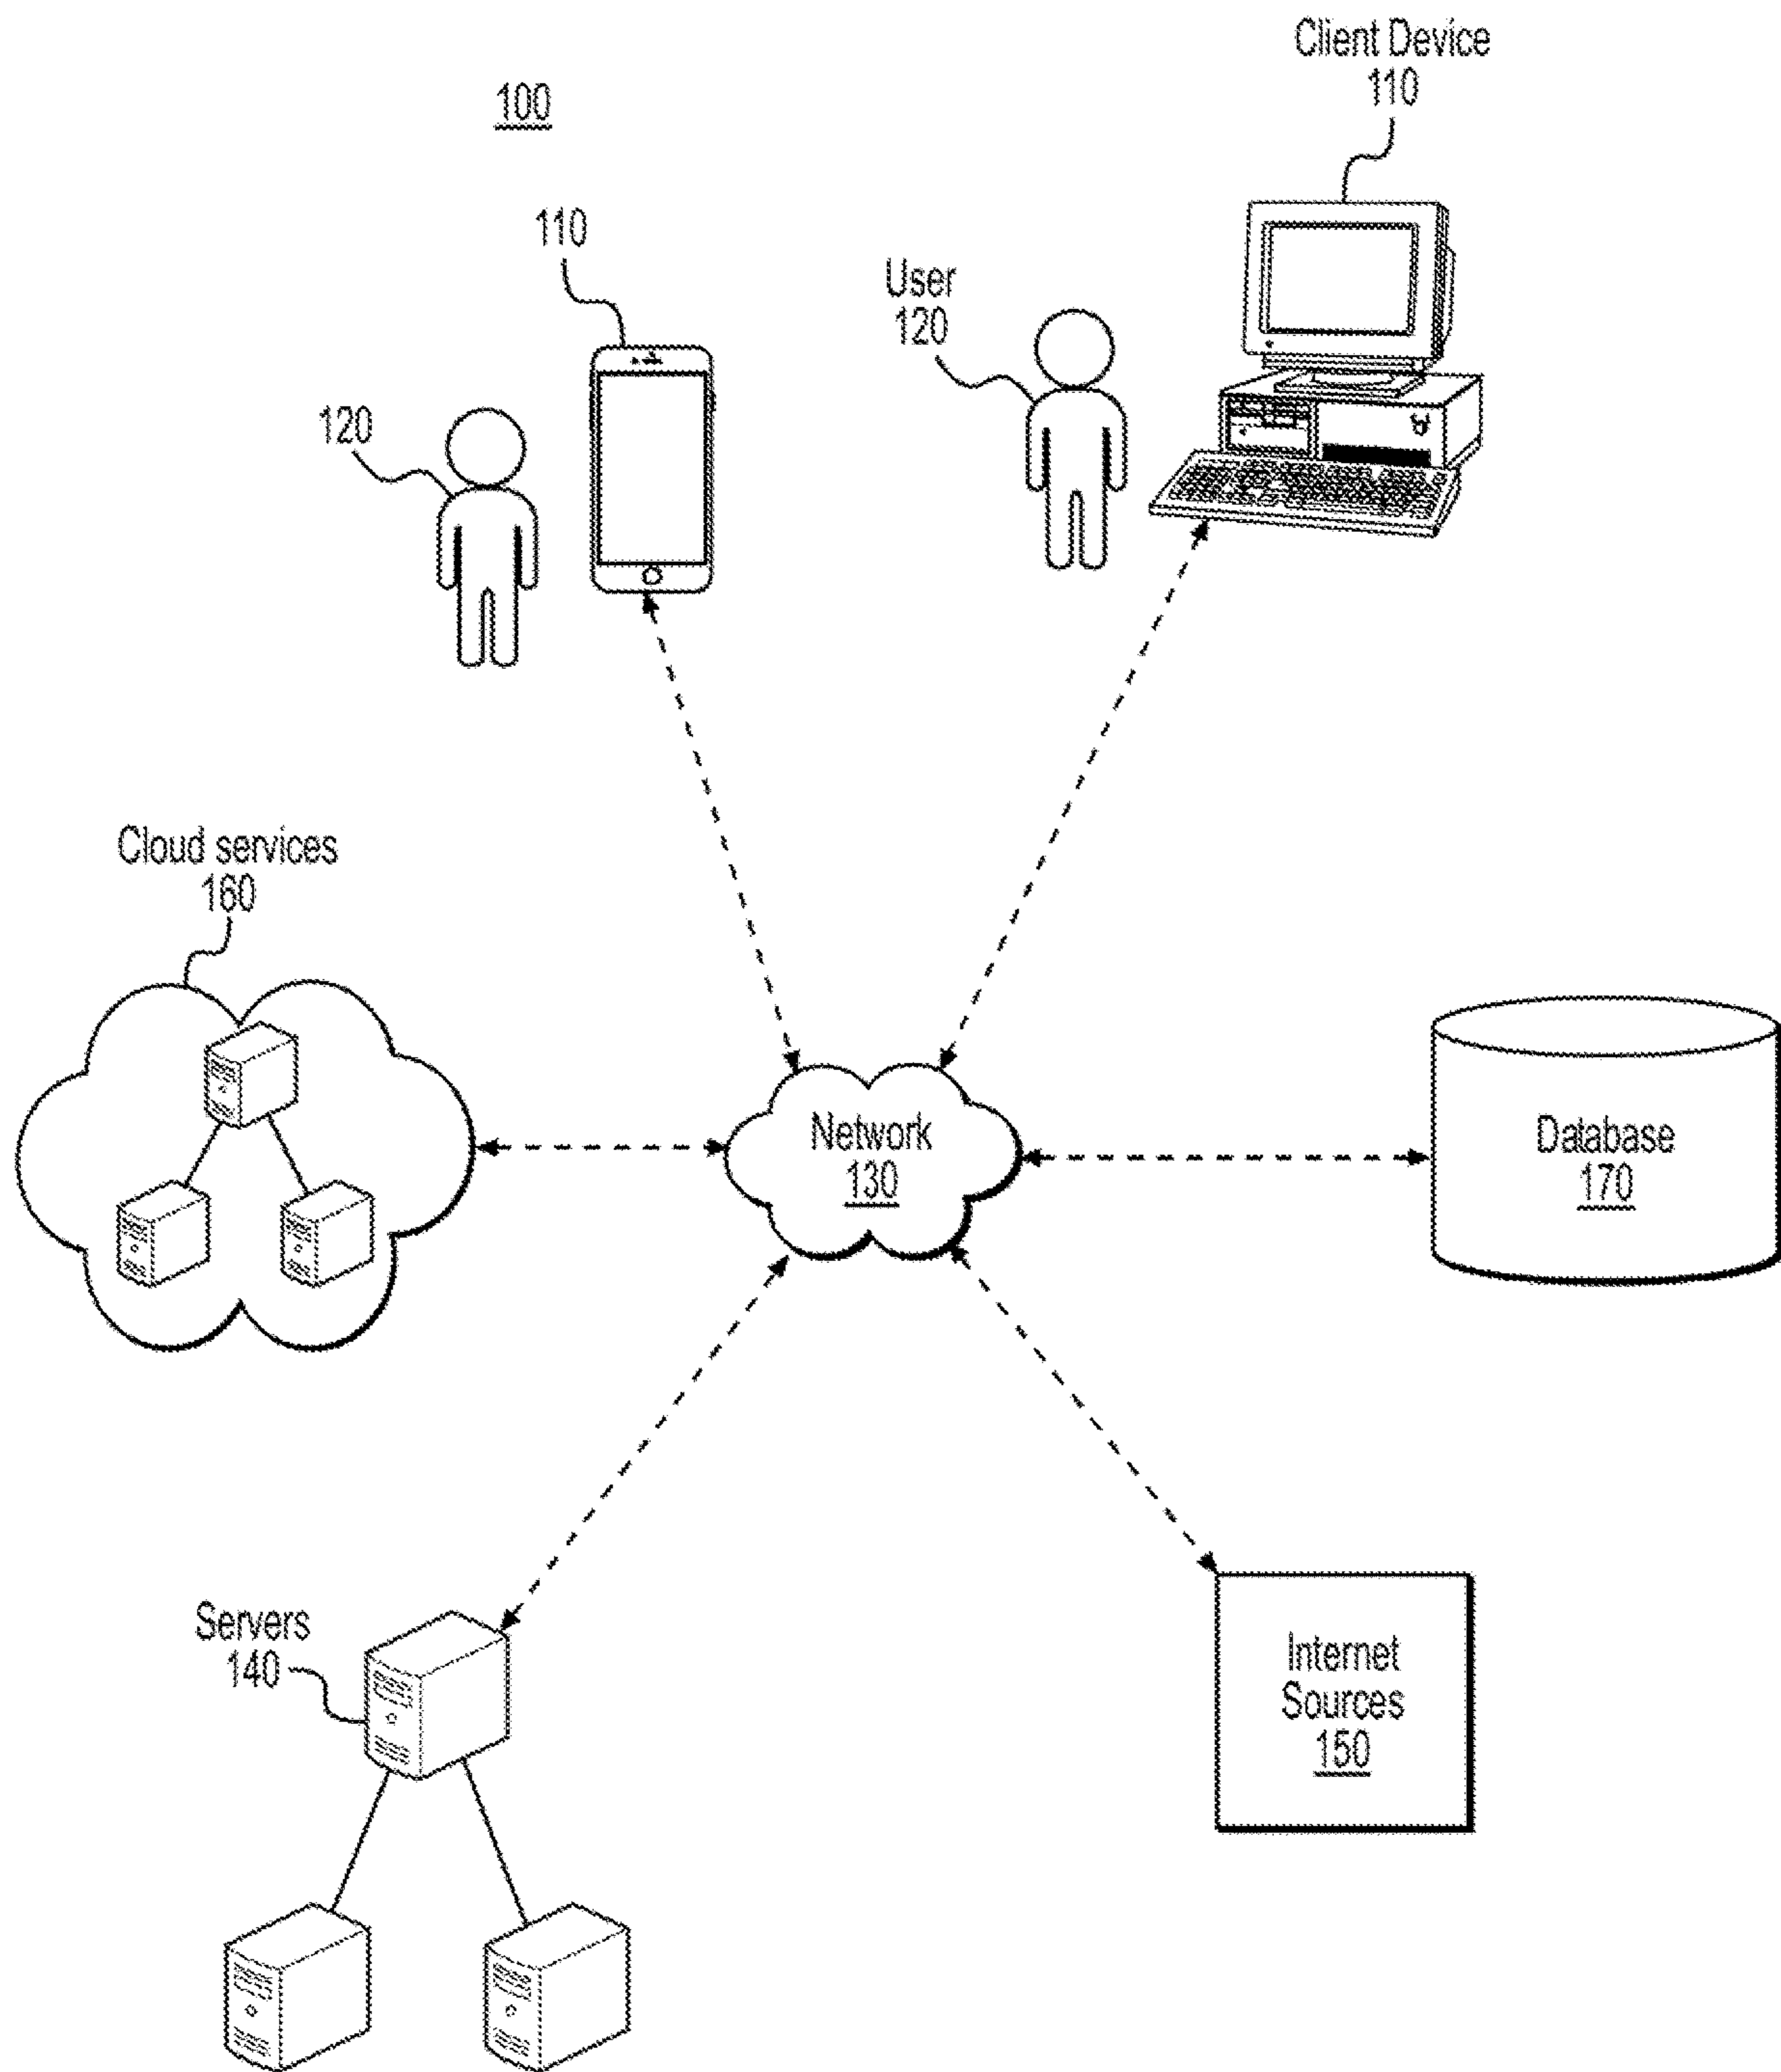 Client Device
110
100
110
User
120
120
Cloud services
160
Network
130
Database
170
Servers
140
Internet
Sources
150